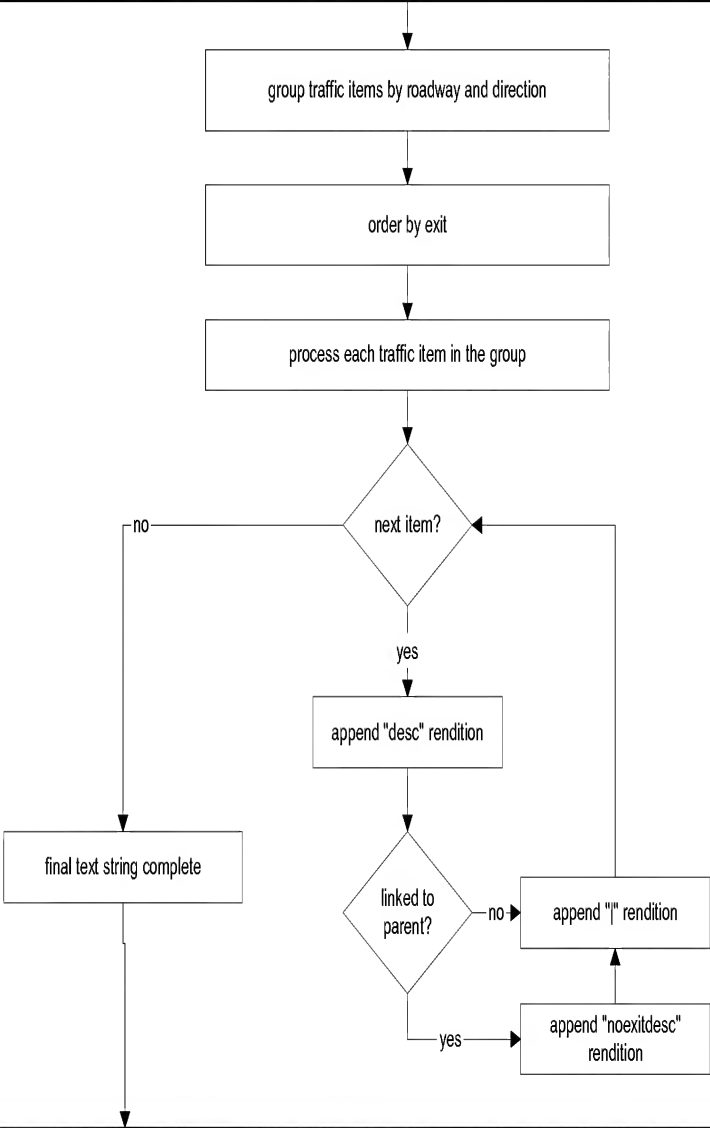 group traffic items by roadway and direction
order by exit
process each traffic item in the group
next item?
no
yes
append "desc" rendition
final text string complete
linked to
parent?
no
append "|" rendition
yes
append "noexitdesc"
rendition